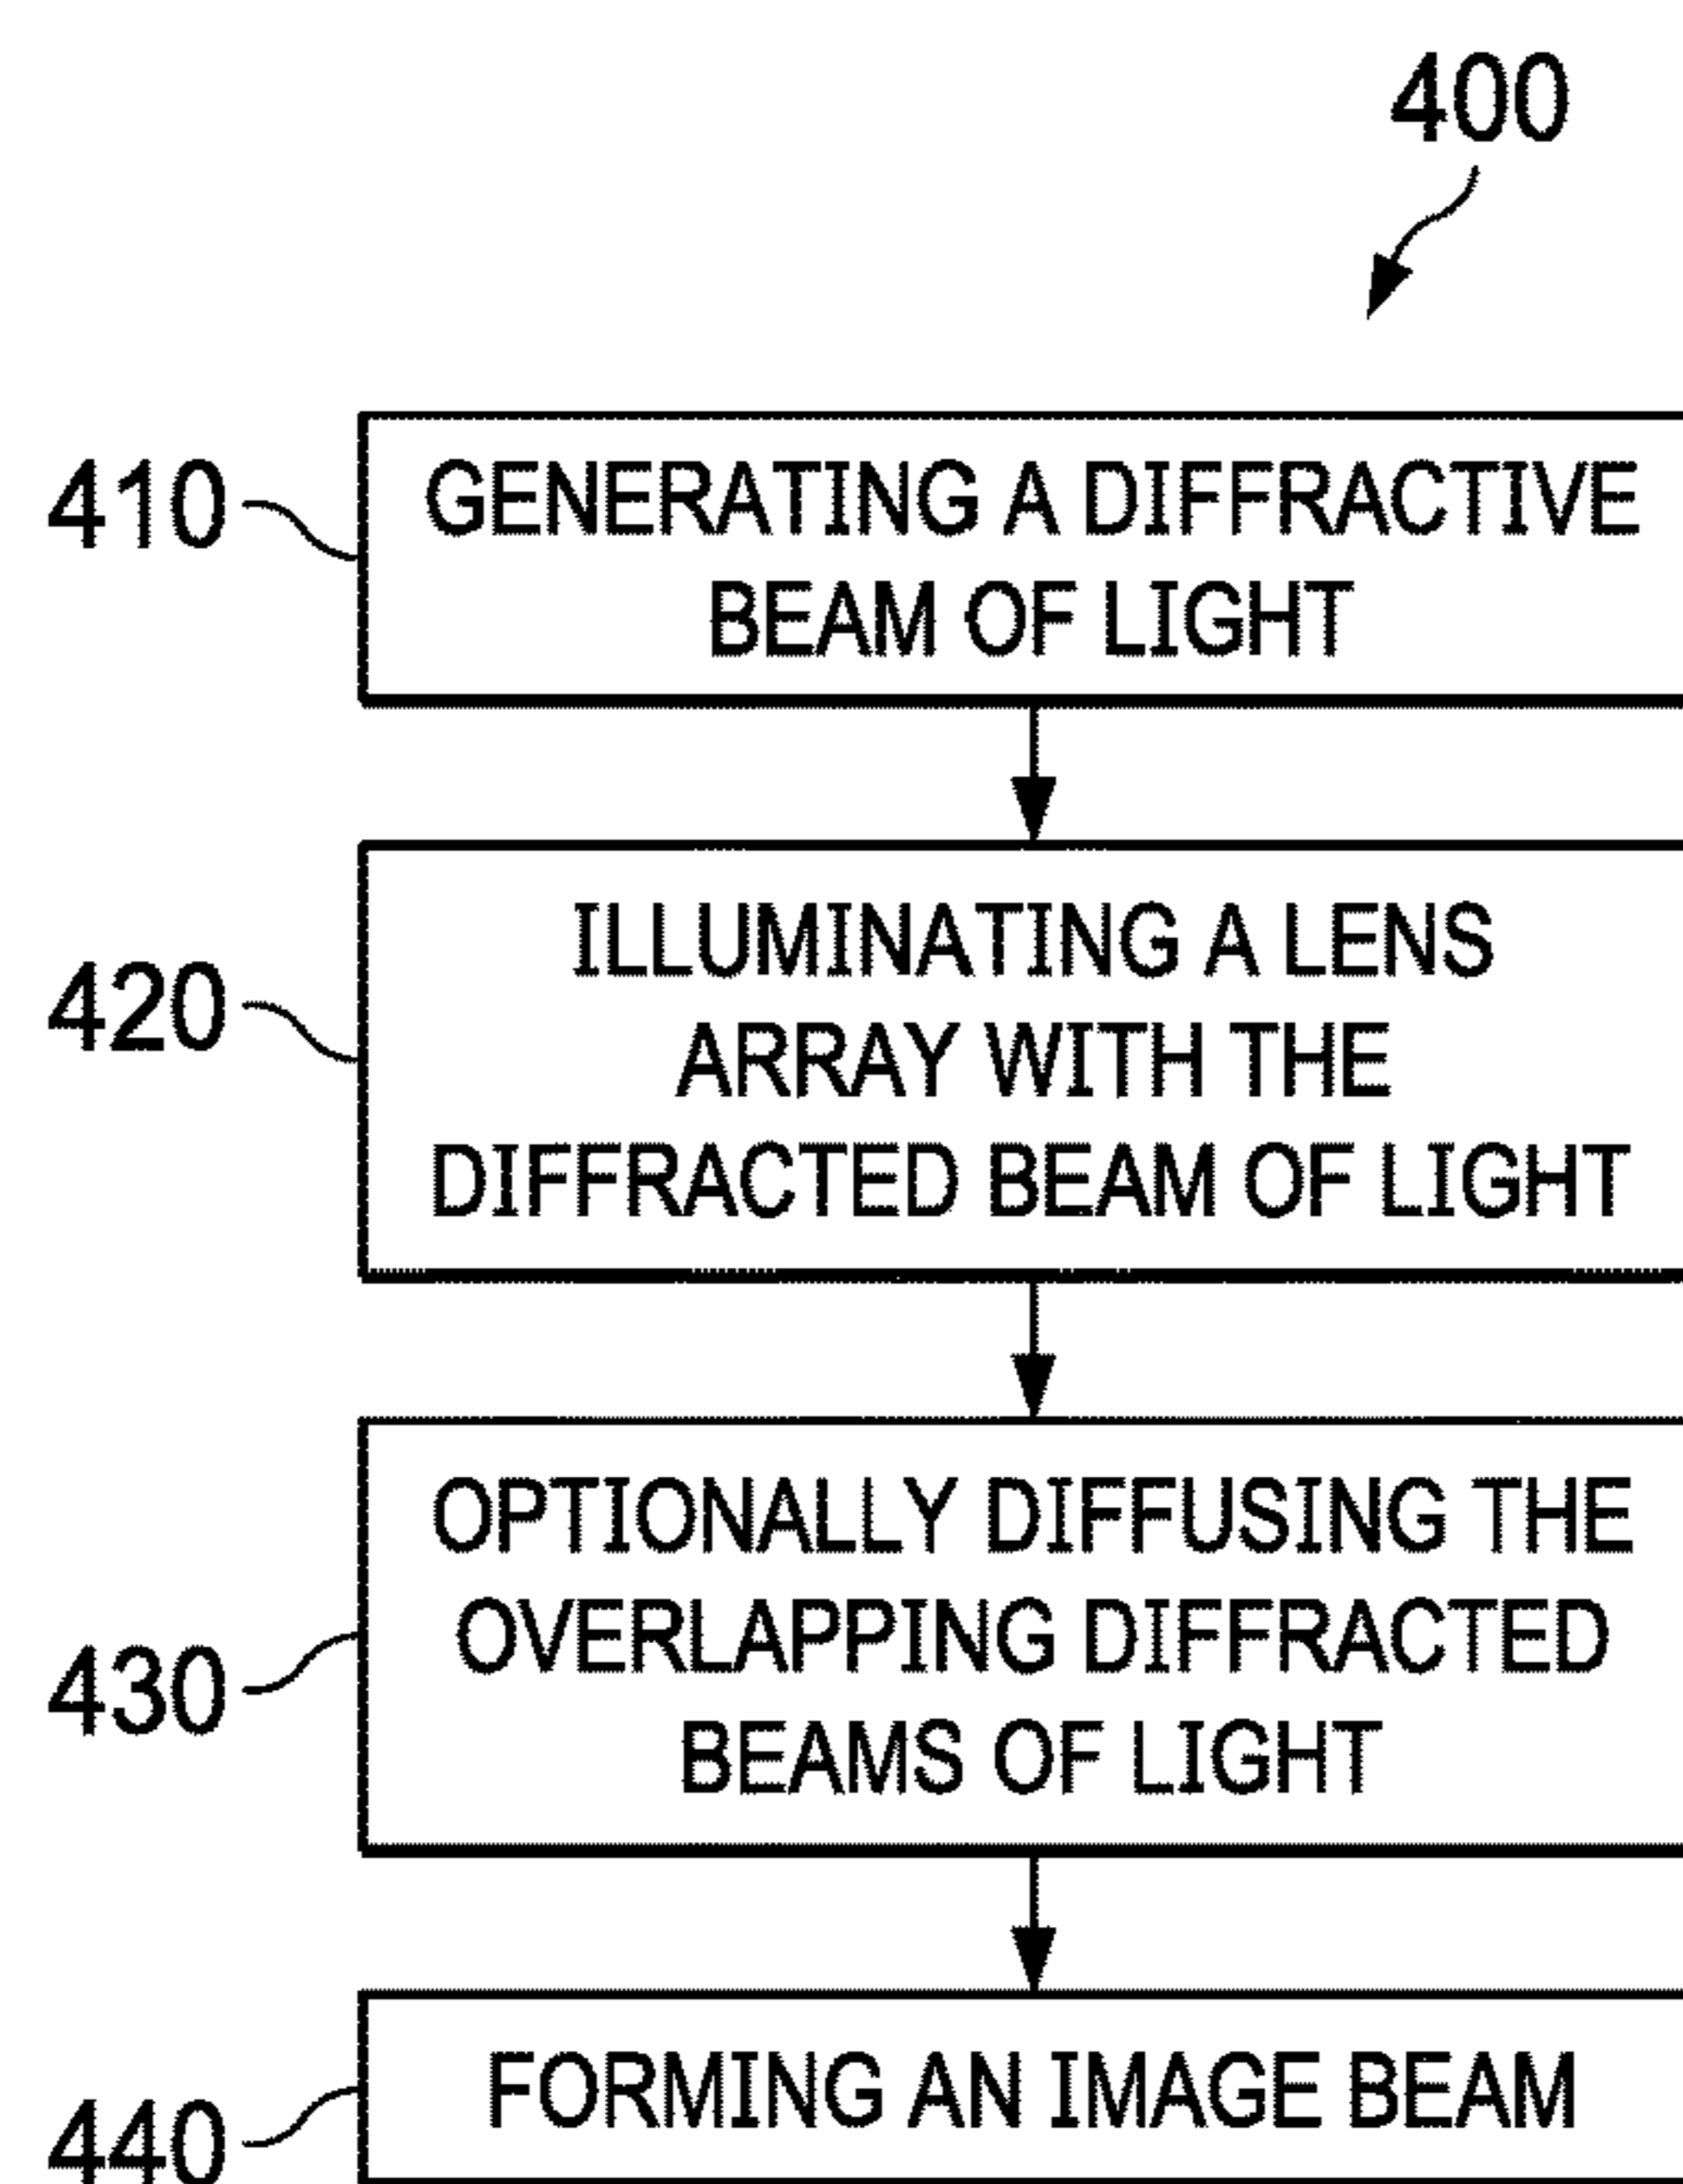 400
410
GENERATING A DIFFRACTIVE
BEAM OF LIGHT
420
ILLUMINATING A LENS
ARRAY WITH THE
DIFFRACTED BEAM OF LIGHT
430
OPTIONALLY DIFFUSING THE
OVERLAPPING DIFFRACTED
BEAMS OF LIGHT
440
FORMING AN IMAGE BEAM